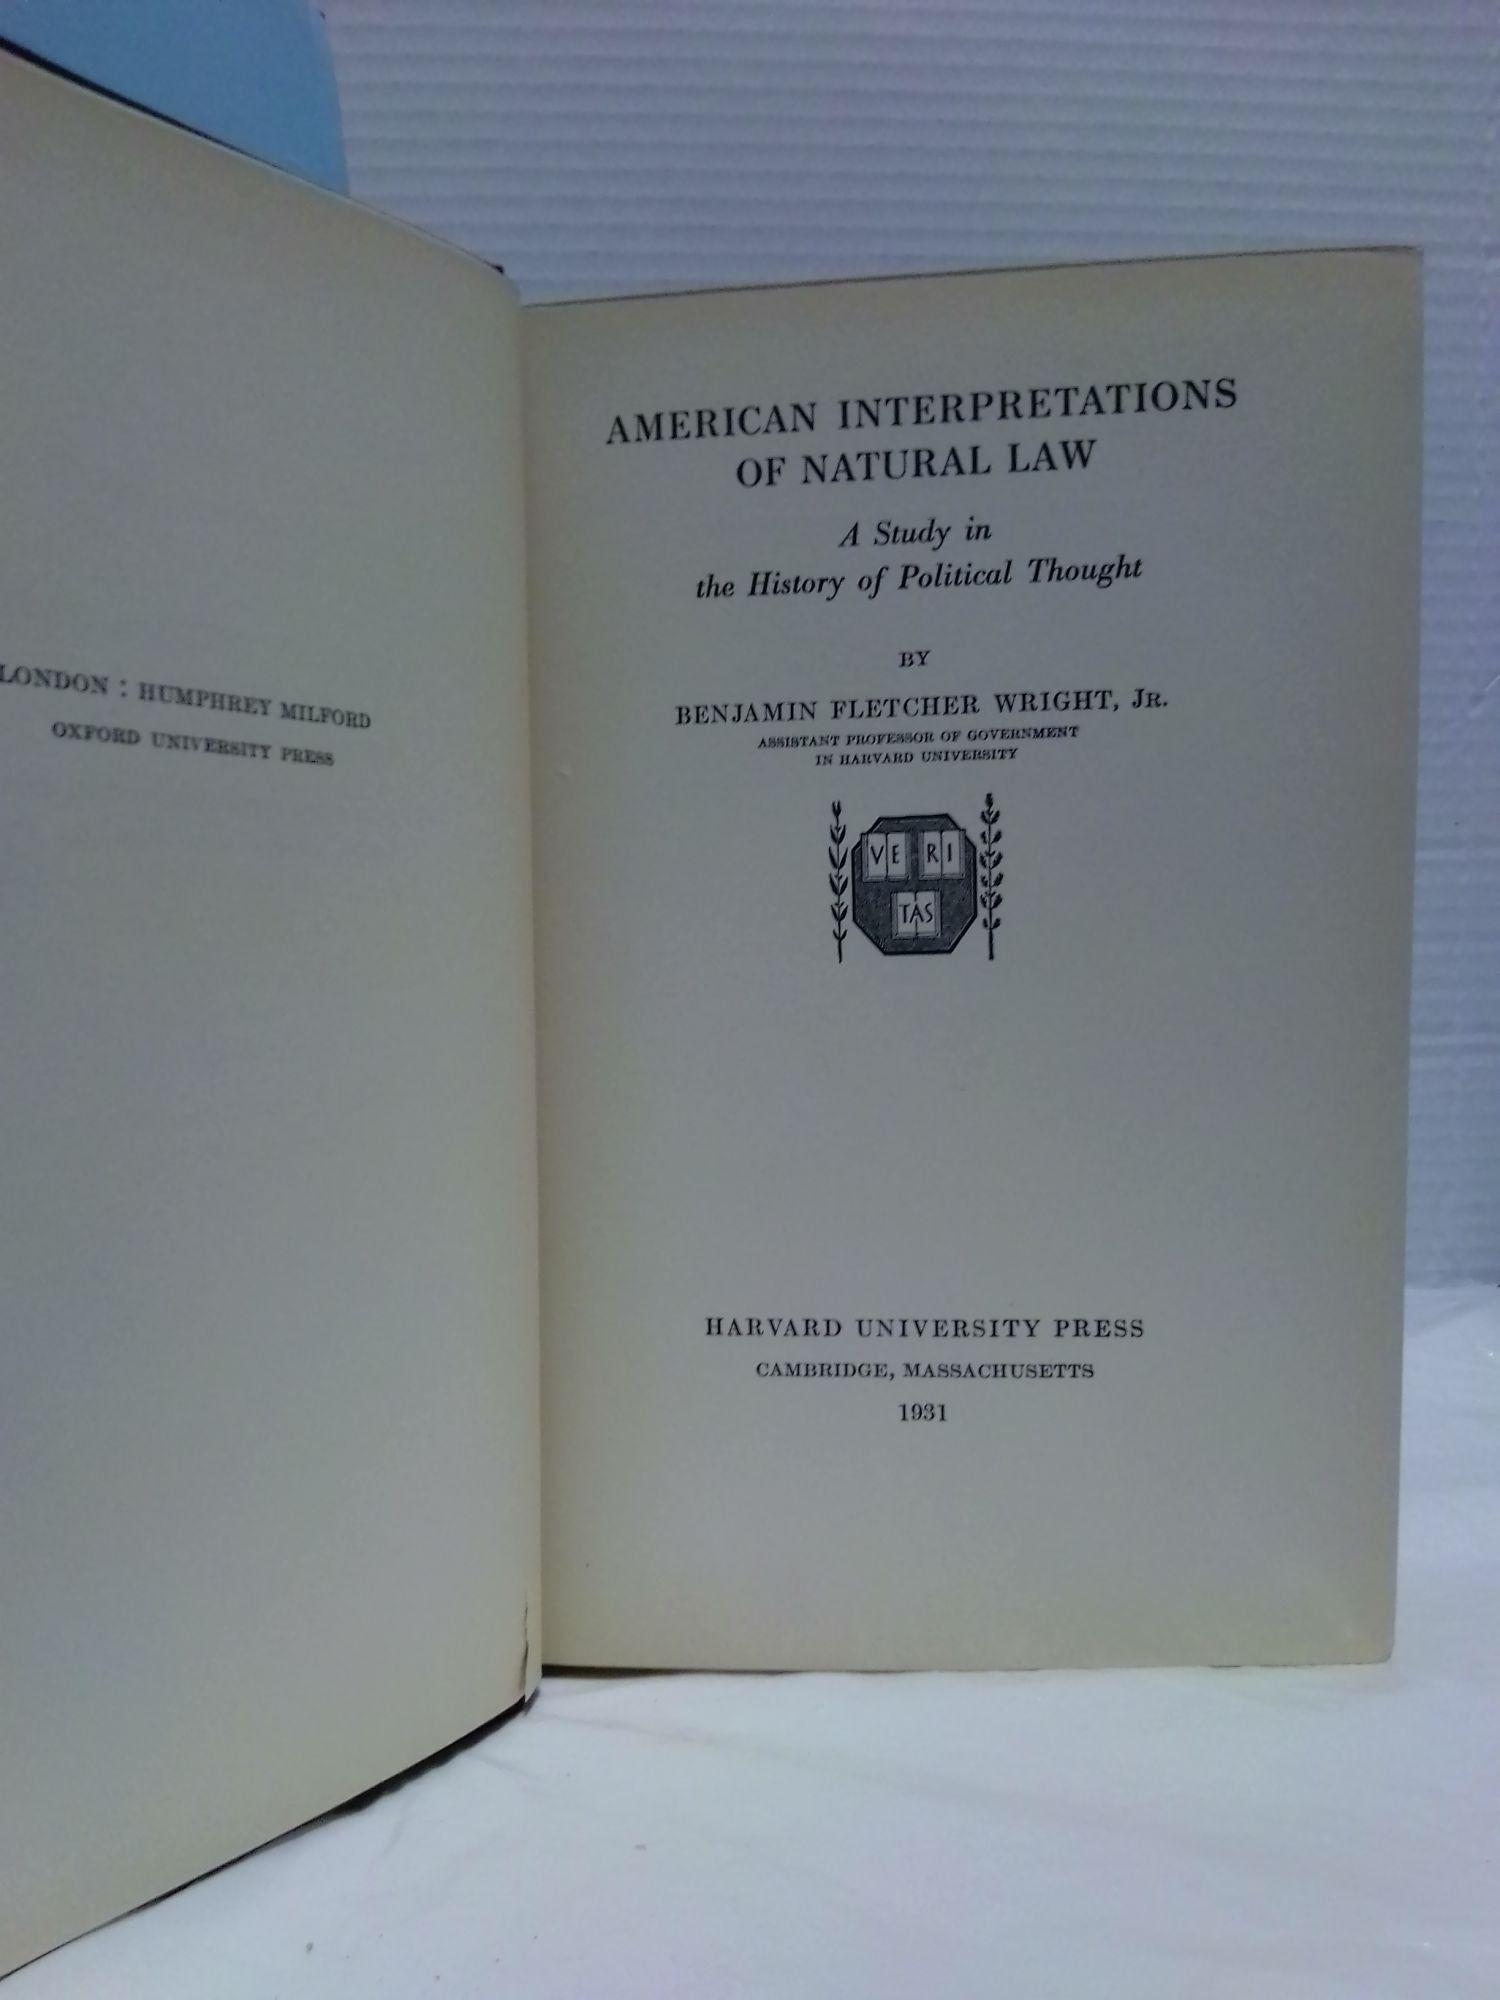 LONDON : HUMPHREY MILFORD
OXFORD UNIVERSITY PRESS
AMERICAN INTERPRETATIONS
OF NATURAL LAW
A Study in
the History of Political Thought
BY
BENJAMIN FLETCHER WRIGHT, JR.
ASSISTANT PROFESSOR OF GOVERNMENT
IN HARVARD UNIVERSITY
VE RI
TAS
HARVARD UNIVERSITY PRESS
CAMBRIDGE, MASSACHUSETTS
1931